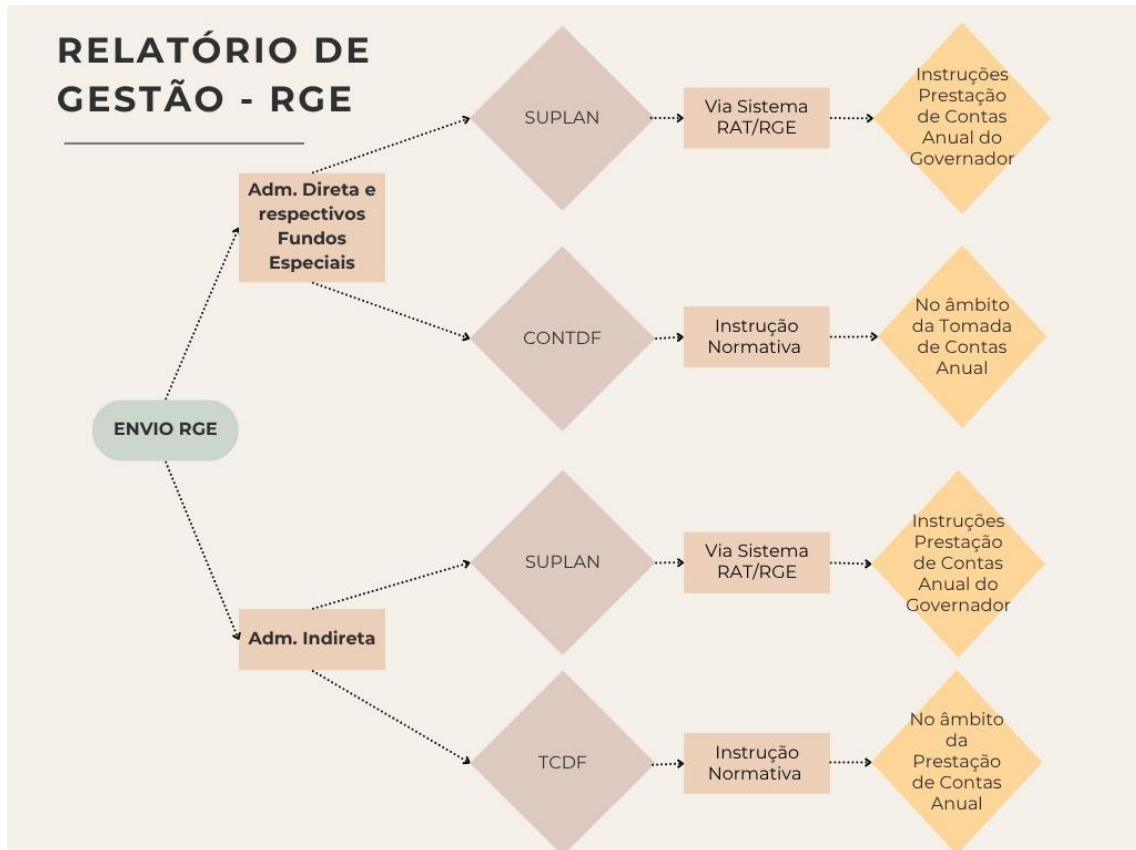 RELATÓRIO DE
GESTÃO - RGE
SUPLAN
Via Sistema
RAT/RGE
Instruções
Prestação
de Contas
Anual do
Governador
Adm. Direta e
respectivos
Fundos
Especiais
CONTDF
Instrução
Normativa
No âmbito
da Tomada
de Contas
Anual
ENVIO RGE
SUPLAN
Via Sistema
RAT/RGE
Instruções
Prestação
de Contas
Anual do
Governador
Adm. Indireta
TCDF
Instrução
Normativa
No âmbito
da
Prestação
de Contas
Anual